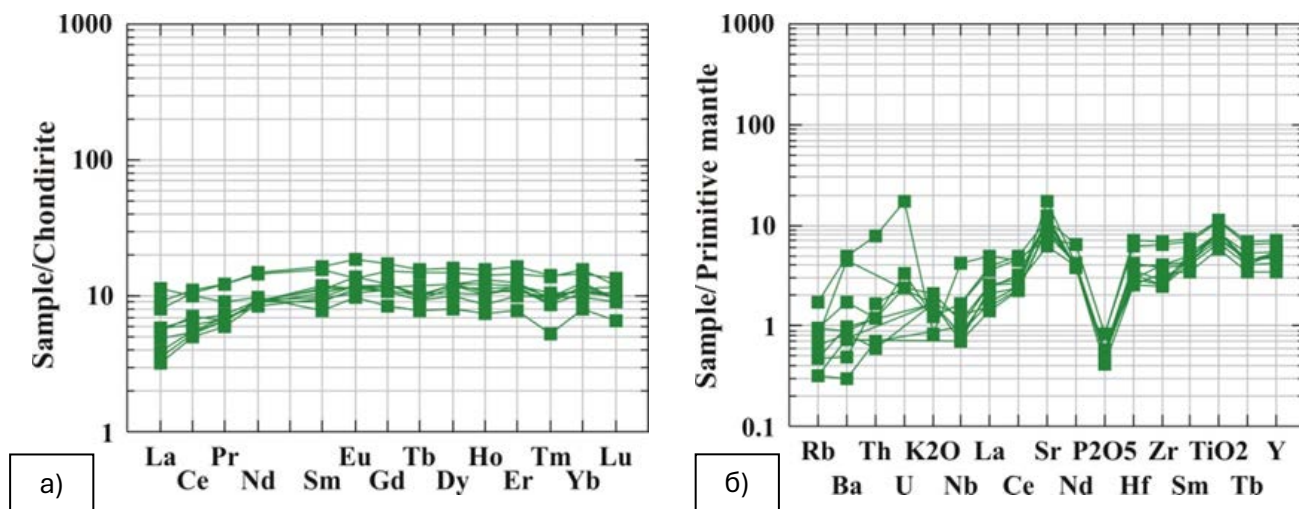 Sample/Chondirite
1000
100
10
1
La Pr Eu Tb Ho Tm Lu
Ce Nd Sm Gd Dy Er Yb
а)
Sample/ Primitive mantle
1000
100
10
1
0.1
Rb Th K2O La Sr P2O5 Zr TiO2 Y
Ba U Nb Ce Nd Hf Sm Tb
б)